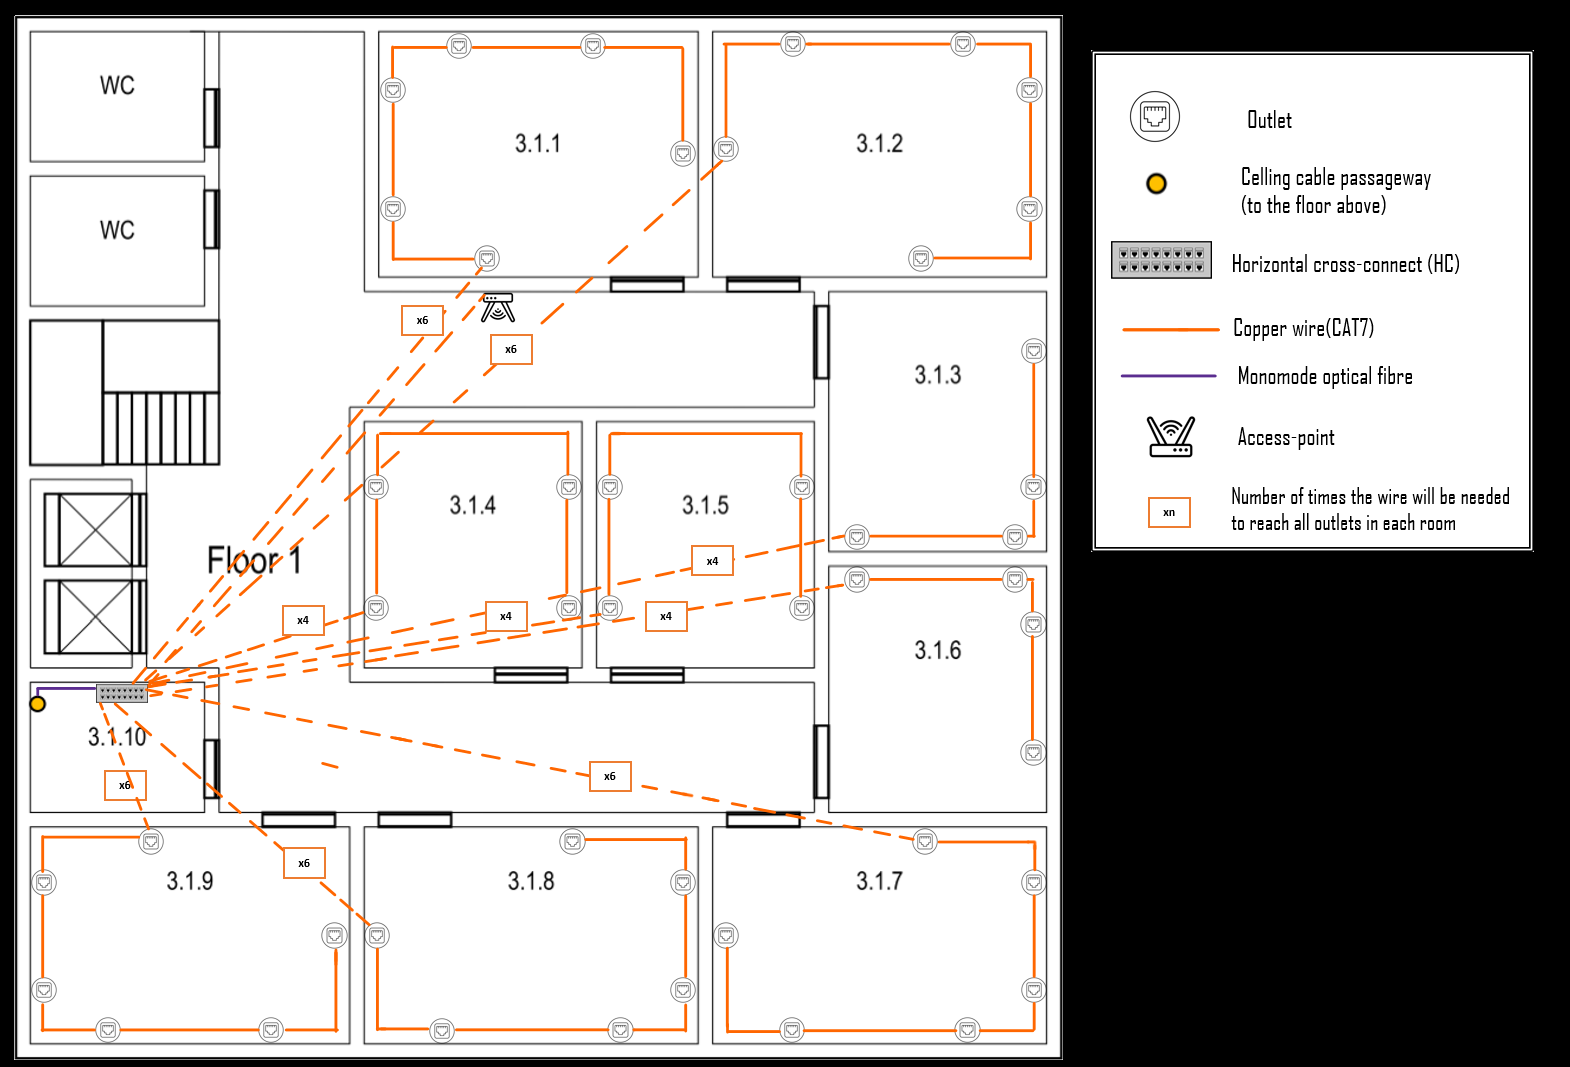 WC
3.1.1
3.1.2
Outlet
Celling cable passageway
(to the floor above)
WC
Horizontal cross-connect (HC)
x6
x6
Copper wire(CAT7)
3.1.3
Monomode optical fibre
Access-point
3.1.4
3.1.5
xn
Number of times the wire will be needed
to reach all outlets in each room
Floor 1
x4
x4
x4
x4
3.1.6
3.1.10
x6
x6
x6
3.1.9
3.1.8
3.1.7